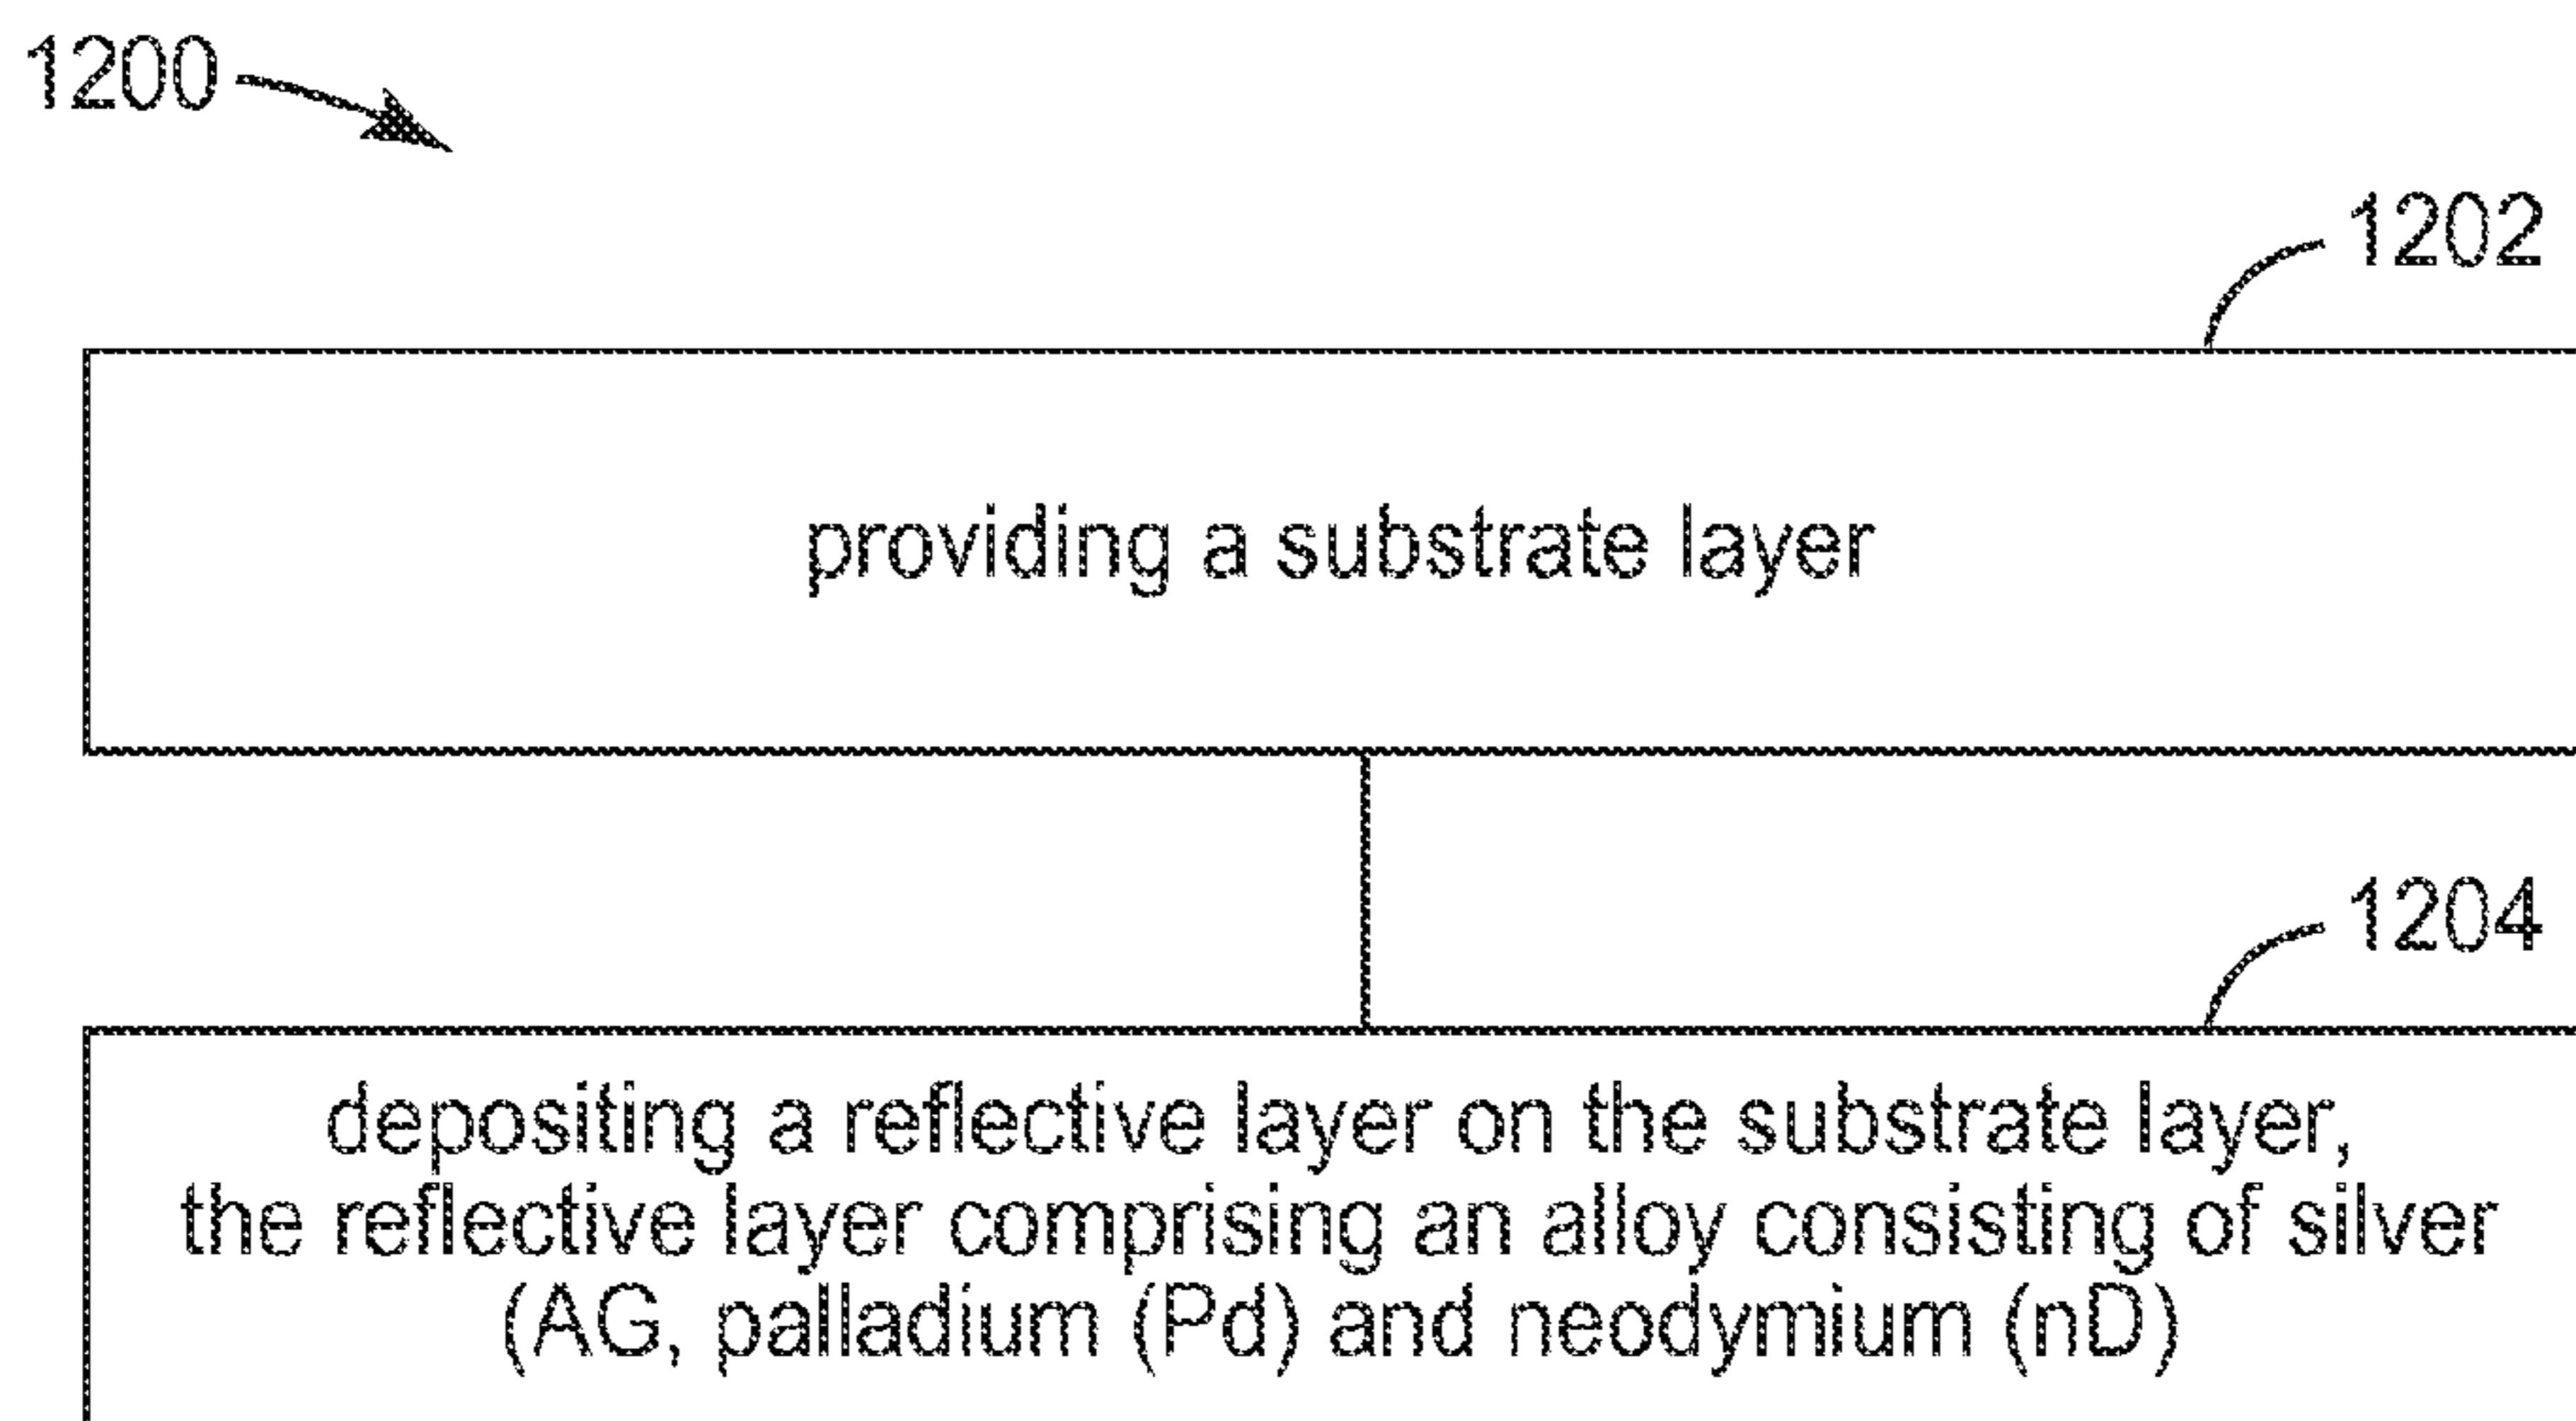 1200
1202
providing a substrate layer
1204
depositing a reflective layer on the substrate layer,
the reflective layer comprising an alloy consisting of silver
(AG, palladium (Pd) and neodymium (nD)